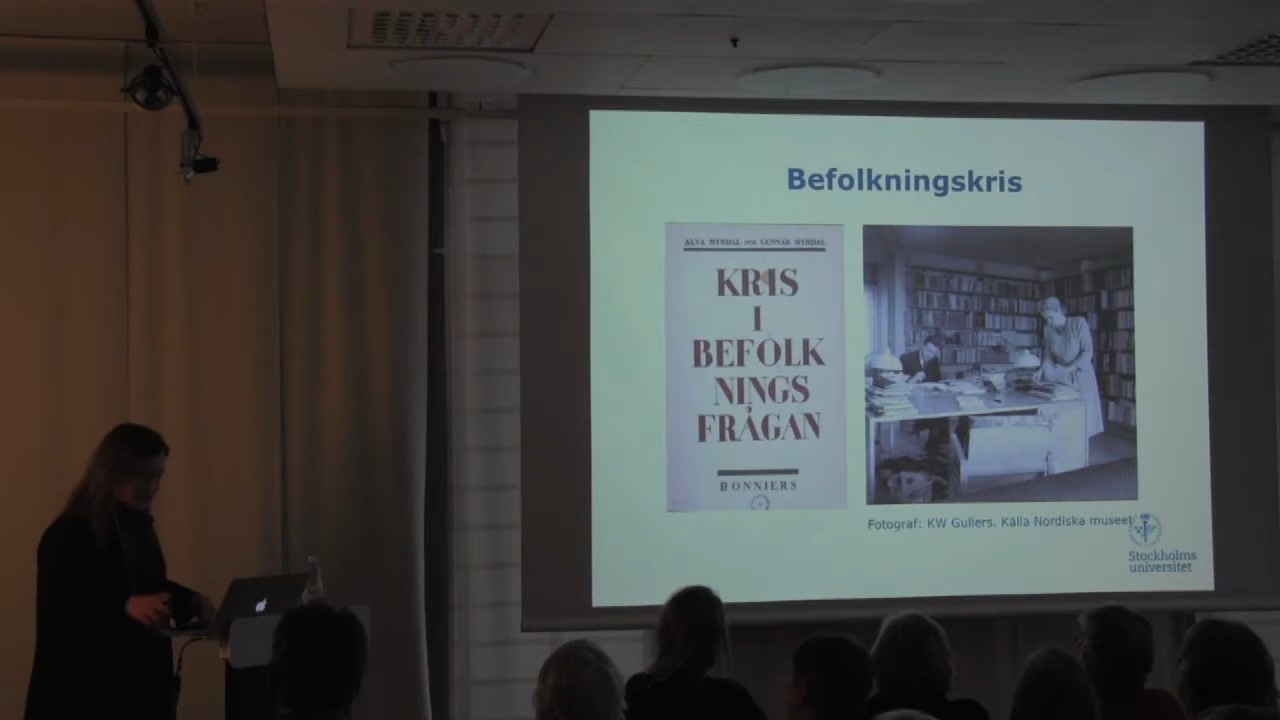 Befolkningskris
ALVA MYRDAL OCH GUNNAR MYRDAL
KRIS
I
BEFOLK
NINGS
FRÅGAN
BONNIERS
Fotograf: KW Gullers. Källa Nordiska museet
Stockholms
universitet